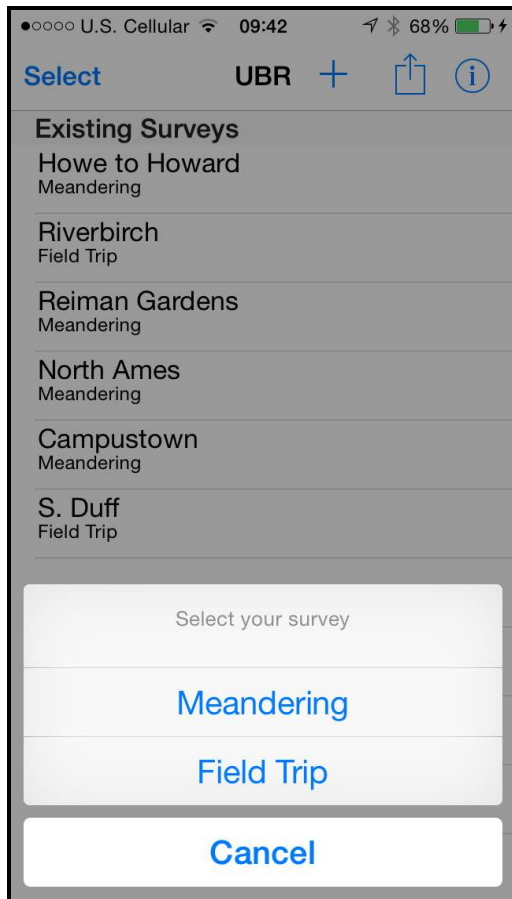 U.S. Cellular 09:42 68%
Select UBR +
Existing Surveys
Howe to Howard
Meandering
Riverbirch
Field Trip
Reiman Gardens
Meandering
North Ames
Meandering
Campustown
Meandering
S. Duff
Field Trip
Select your survey
Meandering
Field Trip
Cancel